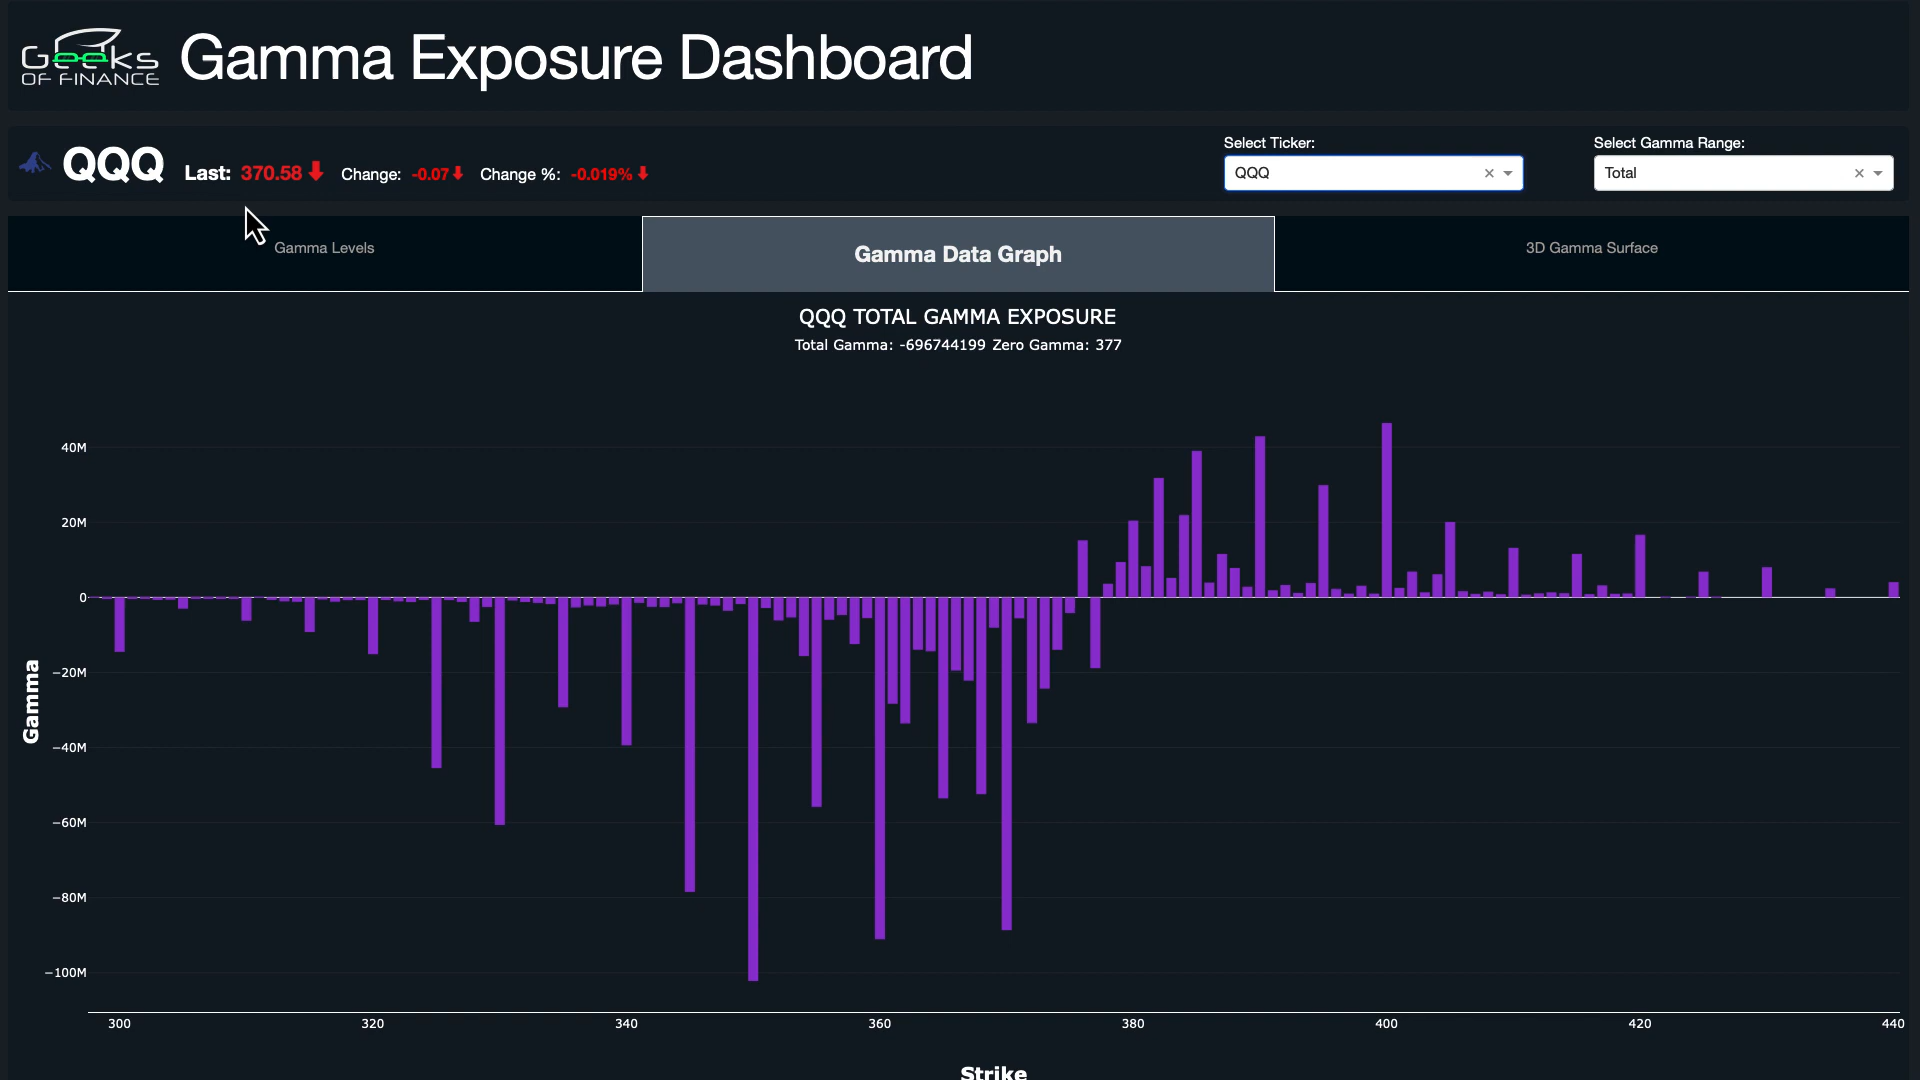 Geeks
OF FINANCE
Gamma Exposure Dashboard
QQQ Last: 370.58 Change: -0.07 Change %: -0.019%
Select Ticker:
QQQ
Select Gamma Range:
Total
Gamma Levels
Gamma Data Graph
3D Gamma Surface
QQQ TOTAL GAMMA EXPOSURE
Total Gamma: -696744199 Zero Gamma: 377
40M
20M
0
−20M
−40M
−60M
−80M
−100M
Gamma
300 320 340 360 380 400 420 440
Strike